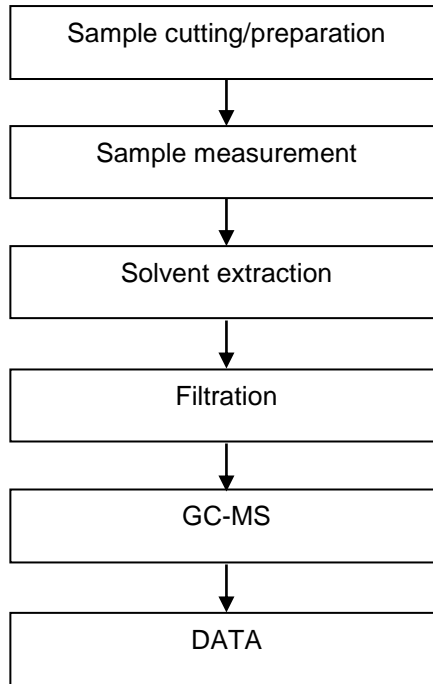 Sample cutting/preparation
Sample measurement
Solvent extraction
Filtration
GC-MS
DATA